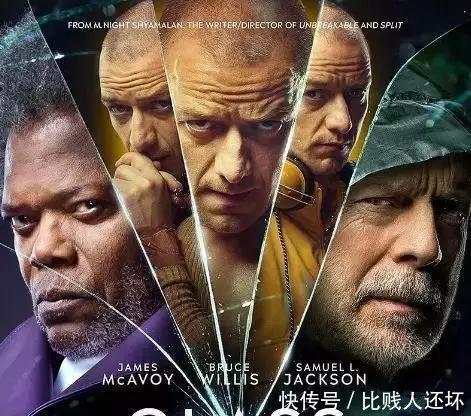 FROM M. NIGHT SHYAMALAN, THE WRITER/DIRECTOR OF UNBREAKABLE AND SPLIT
JAMES McAVOY
BRUCE WILLIS
SAMUEL L. JACKSON
GLASS
快传号 / 比贱人还坏